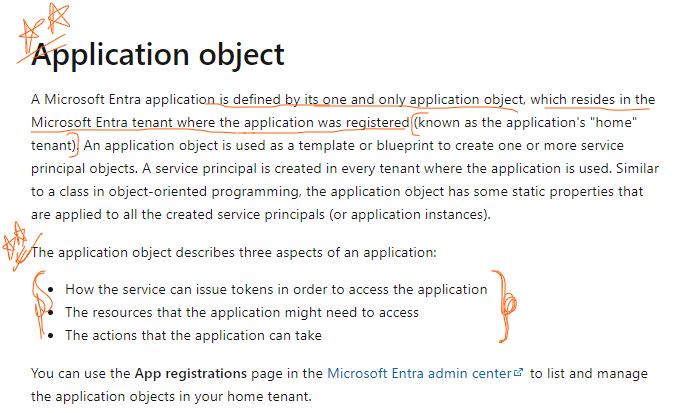 Application object
A Microsoft Entra application is defined by its one and only application object, which resides in the
Microsoft Entra tenant where the application was registered (known as the application's "home"
tenant). An application object is used as a template or blueprint to create one or more service
principal objects. A service principal is created in every tenant where the application is used. Similar
to a class in object-oriented programming, the application object has some static properties that
are applied to all the created service principals (or application instances).
The application object describes three aspects of an application:
• How the service can issue tokens in order to access the application
• The resources that the application might need to access
• The actions that the application can take
You can use the App registrations page in the Microsoft Entra admin center to list and manage
the application objects in your home tenant.